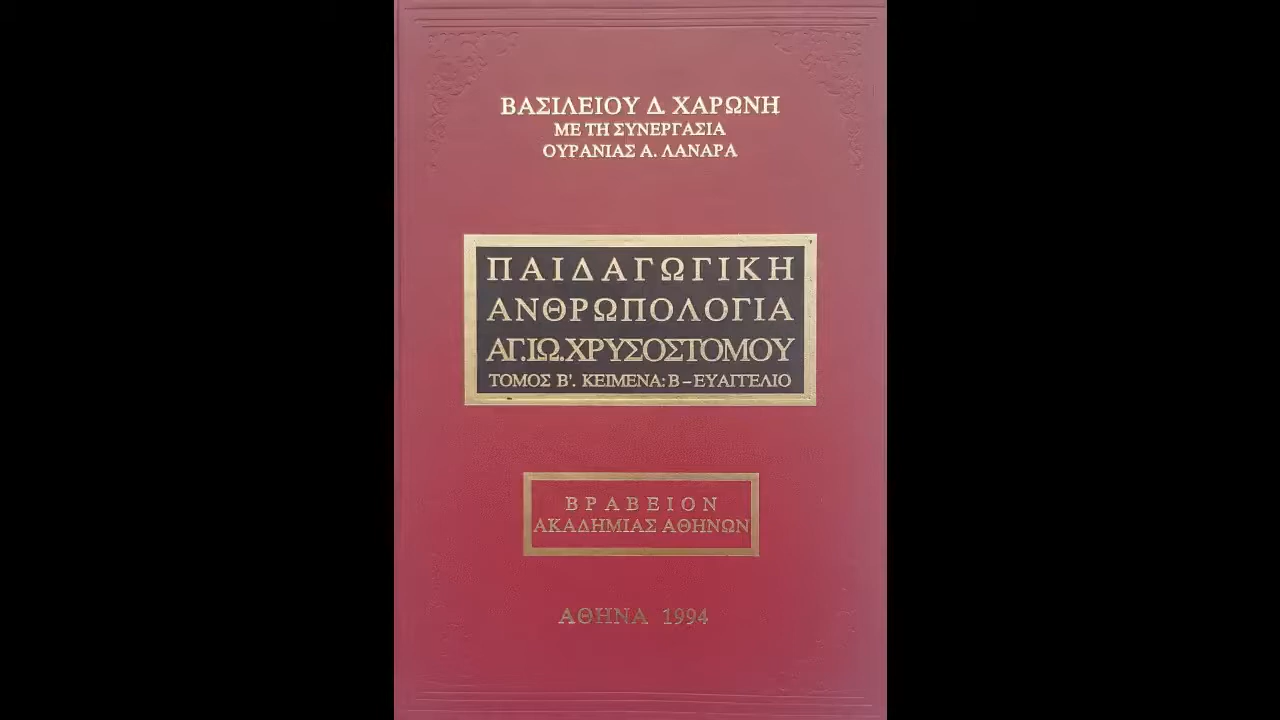 ΒΑΣΙΛΕΙΟΥ Δ. ΧΑΡΩΝΗ
ΜΕ ΤΗ ΣΥΝΕΡΓΑΣΙΑ
ΟΥΡΑΝΙΑΣ Α. ΛΑΝΑΡΑ
ΠΑΙΔΑΓΩΓΙΚΗ
ΑΝΘΡΩΠΟΛΟΓΙΑ
ΑΓ.ΙΩ.ΧΡΥΣΟΣΤΟΜΟΥ
ΤΟΜΟΣ Β'. ΚΕΙΜΕΝΑ: Β – ΕΥΑΓΓΕΛΙΟ
ΒΡΑΒΕΙΟΝ
ΑΚΑΔΗΜΙΑΣ ΑΘΗΝΩΝ
ΑΘΗΝΑ 1994